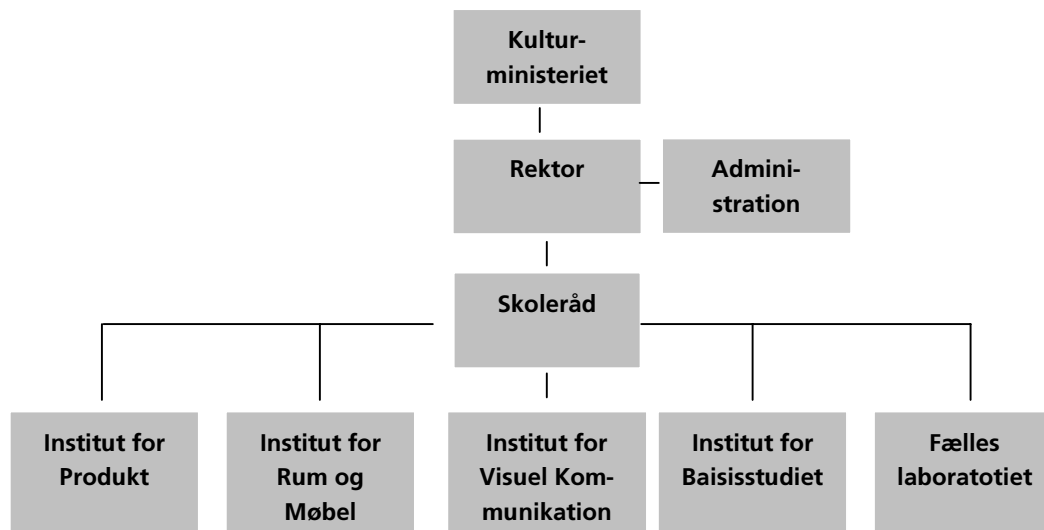 Kultur-
ministeriet
Rektor
Admini-
stration
Skoleråd
Institut for
Produkt
Institut for
Rum og
Møbel
Institut for
Visuel Kom-
munikation
Institut for
Baisisstudiet
Fælles
laboratotiet